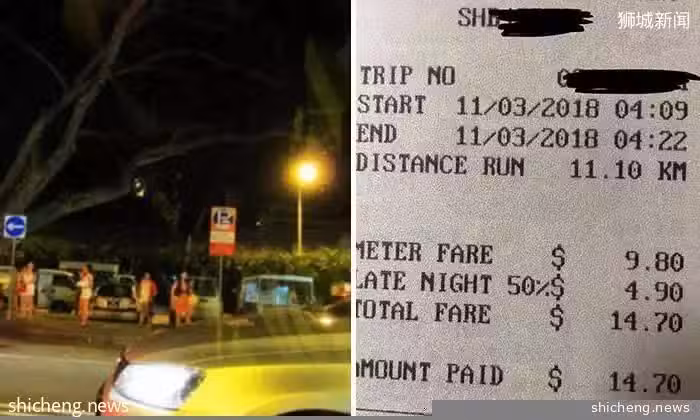 狮城新闻
SHB
TRIP NO
START 11/03/2018 04:09
END 11/03/2018 04:22
DISTANCE RUN 11.10 KM
METER FARE $ 9.80
LATE NIGHT 50%$ 4.90
TOTAL FARE $ 14.70
AMOUNT PAID $ 14.70
shicheng.news
shicheng.news